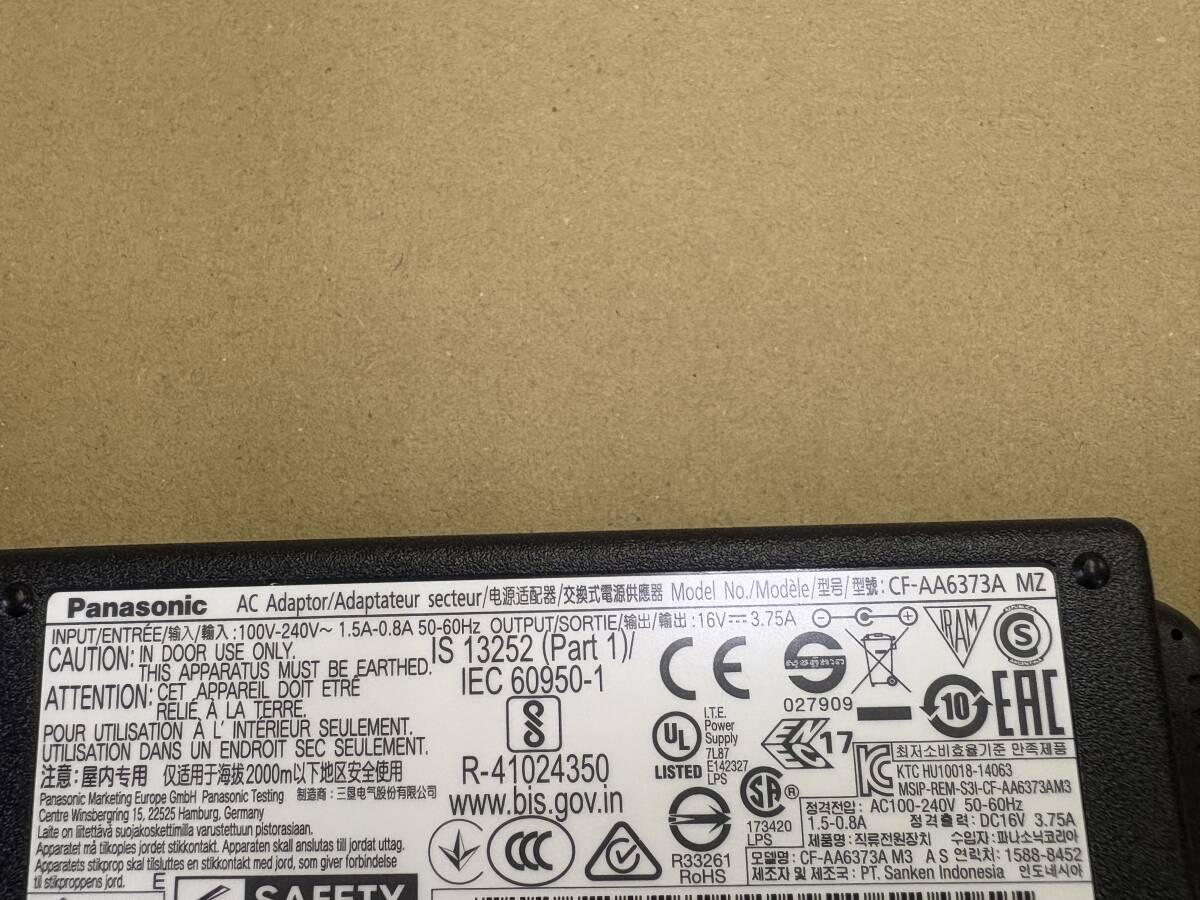 Panasonic AC Adaptor/Adaptateur secteur/电源适配器/交換式電源供應器 Model No./Modèle/型号/型號: CF-AA6373A MZ
INPUT/ENTRÉE/输入/輸入 :100V-240V~ 1.5A-0.8A 50-60Hz OUTPUT/SORTIE/输出/輸出 :16V⎓ 3.75A
CAUTION: IN DOOR USE ONLY.
THIS APPARATUS MUST BE EARTHED.
ATTENTION: CET APPAREIL DOIT ETRÉ
RELIÉ À LA TERRE.
POUR UTILISATION À L' INTÉRIEUR SEULEMENT.
UTILISATION DANS UN ENDROIT SEC SEULEMENT.
注意: 屋内专用 仅适用于海拔2000m以下地区安全使用
Panasonic Marketing Europe GmbH Panasonic Testing 制造商: 三垦电气股份有限公司
Centre Winsbergring 15, 22525 Hamburg, Germany
Laite on liitettävä suojakoskettimilla varustettuun pistorasiaan.
Apparatet må tilkoples jordet stikkontakt. Apparaten skall anslutas till jordat uttag.
Apparatets stikprop skal tilsluttes en stikkontakt med jord, som giver forbindelse
til stikproppens jord. E
SAFETY
IS 13252 (Part 1)/
IEC 60950-1
R-41024350
www.bis.gov.in
CCC
CE
027909
IRAM
S
10
EAC
UL
LISTED
I.T.E.
Power
Supply
7L87
E142327
LPS
ENEC 17
SA ®
173420
LPS
R33261
RoHS
최저소비효율기준 만족제품
KTC HU10018-14063
MSIP-REM-S3I-CF-AA6373AM3
정격전압: AC100-240V 50-60Hz
1.5-0.8A 정격출력: DC16V 3.75A
제품명: 직류전원장치 수입자: 파나소닉코리아
모델명: CF-AA6373A M3 A S 연락처: 1588-8452
제조자 및 제조국: PT. Sanken Indonesia 인도네시아